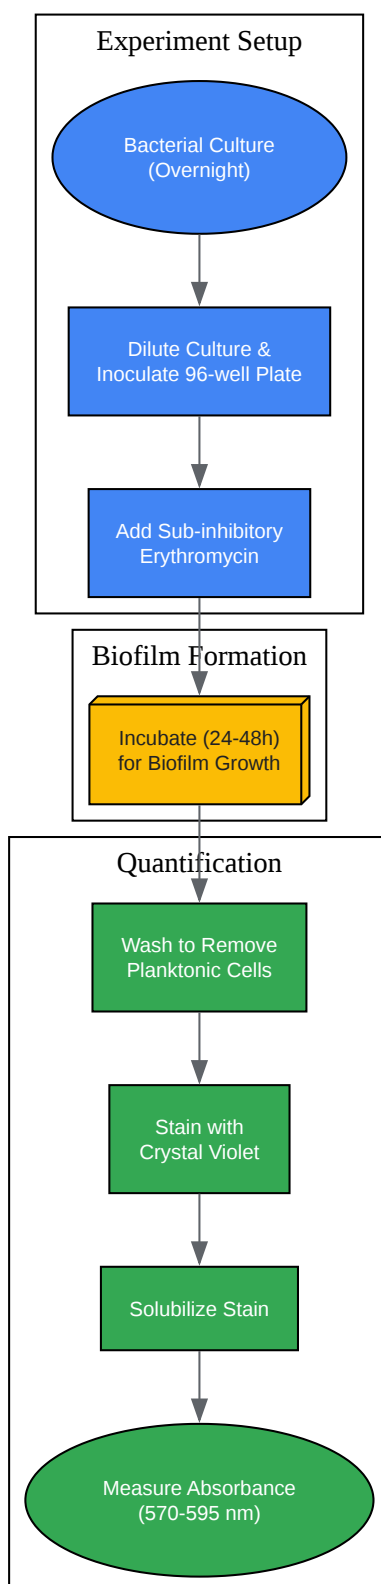 Experiment Setup
Bacterial Culture
(Overnight)
Dilute Culture &
Inoculate 96-well Plate
Add Sub-inhibitory
Erythromycin
Biofilm Formation
Incubate (24-48h)
for Biofilm Growth
Quantification
Wash to Remove
Planktonic Cells
Stain with
Crystal Violet
Solubilize Stain
Measure Absorbance
(570-595 nm)